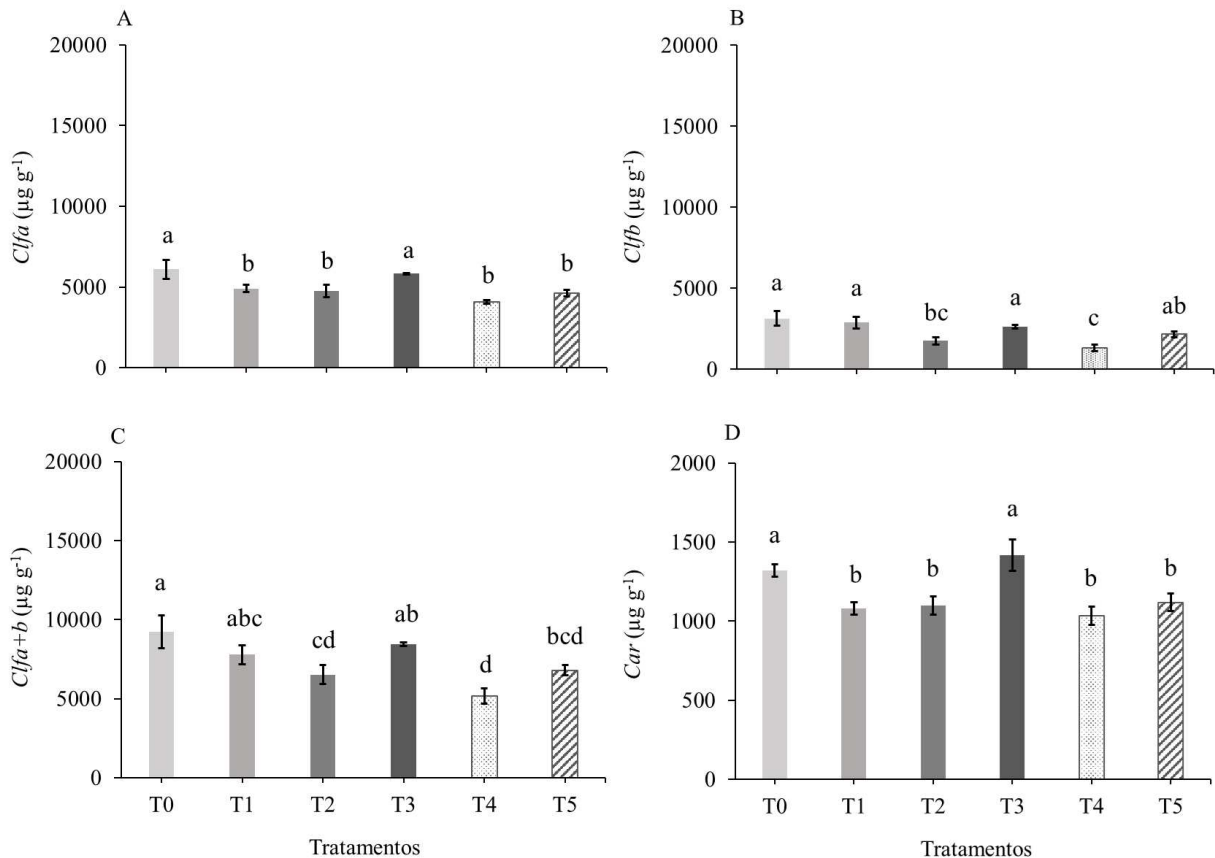 A
20000
15000
10000
5000
0
Clfa (µg g-1)
a b b a b b
B
20000
15000
10000
5000
0
Clfb (µg g-1)
a a bc a c ab
C
20000
15000
10000
5000
0
Clfa+b (µg g-1)
a abc cd ab d bcd
T0 T1 T2 T3 T4 T5
Tratamentos
D
2000
1500
1000
500
0
Car (µg g-1)
a b b a b b
T0 T1 T2 T3 T4 T5
Tratamentos